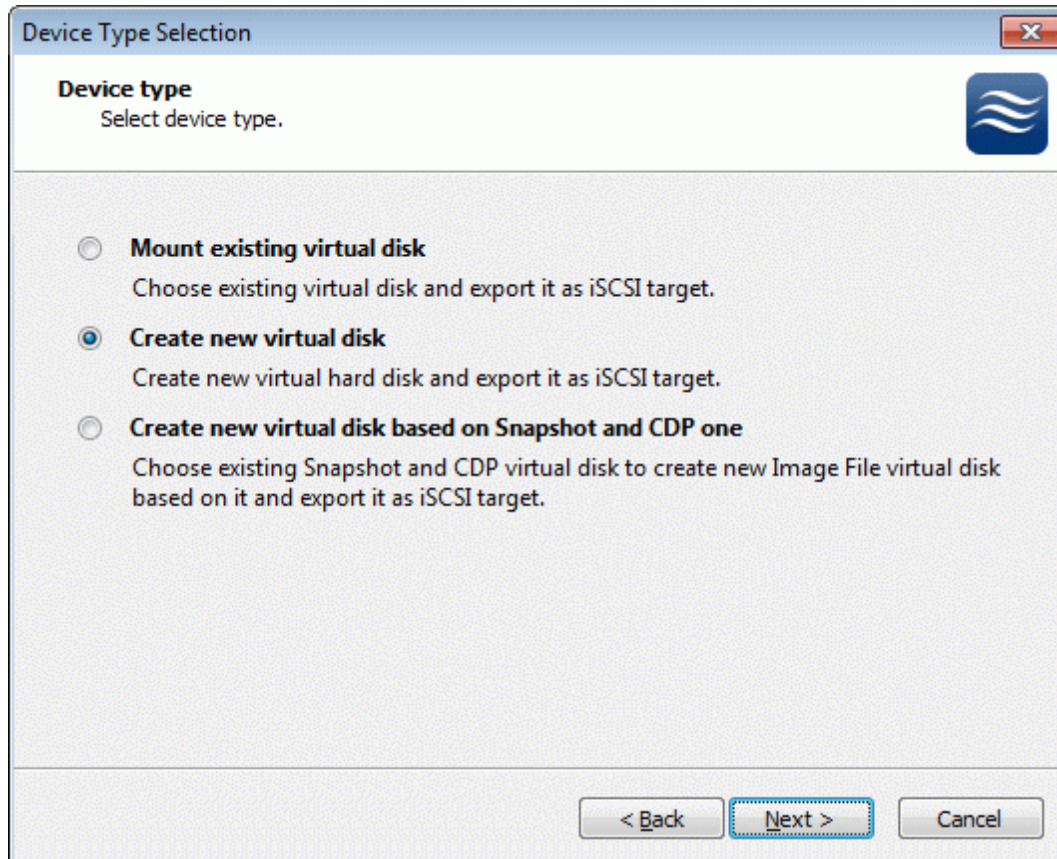 Device Type Selection
Device type
Select device type.
Mount existing virtual disk
Choose existing virtual disk and export it as iSCSI target.
Create new virtual disk
Create new virtual hard disk and export it as iSCSI target.
Create new virtual disk based on Snapshot and CDP one
Choose existing Snapshot and CDP virtual disk to create new Image File virtual disk
based on it and export it as iSCSI target.
< Back Next > Cancel